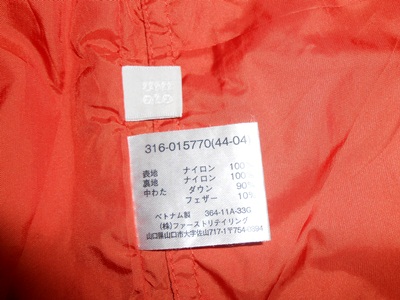 316-015770(44-04
表地 ナイロン 100
裏地 ナイロン 100%
中わた ダウン 90%
フェザー 10%
ベトナム製 364-11A-33G
(株)ファーストリテイリング
山口県山口市大字佐山717-1〒754-0894